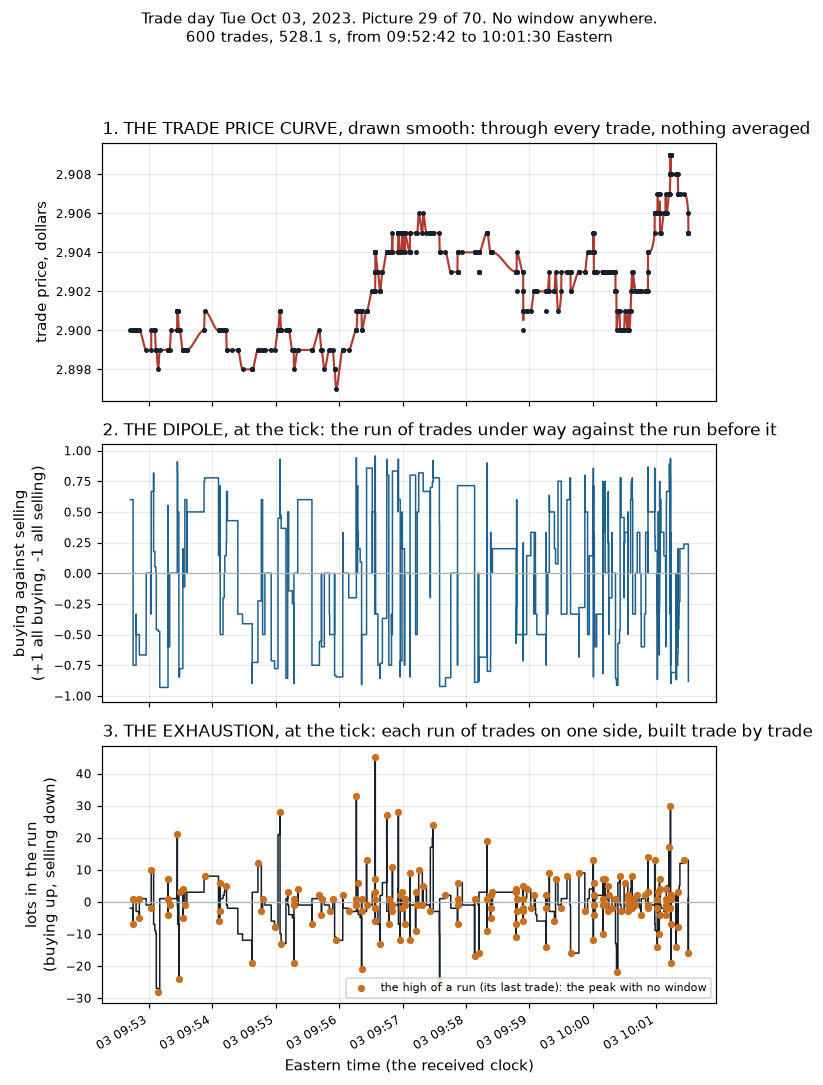 Trade day Tue Oct 03, 2023. Picture 29 of 70. No window anywhere.
600 trades, 528.1 s, from 09:52:42 to 10:01:30 Eastern
1. THE TRADE PRICE CURVE, drawn smooth: through every trade, nothing averaged
trade price, dollars
2.908
2.906
2.904
2.902
2.900
2.898
2. THE DIPOLE, at the tick: the run of trades under way against the run before it
buying against selling
(+1 all buying, -1 all selling)
1.00
0.75
0.50
0.25
0.00
−0.25
−0.50
−0.75
−1.00
3. THE EXHAUSTION, at the tick: each run of trades on one side, built trade by trade
lots in the run
(buying up, selling down)
40
30
20
10
0
−10
−20
−30
the high of a run (its last trade): the peak with no window
03 09:53
03 09:54
03 09:55
03 09:56
03 09:57
03 09:58
03 09:59
03 10:00
03 10:01
Eastern time (the received clock)